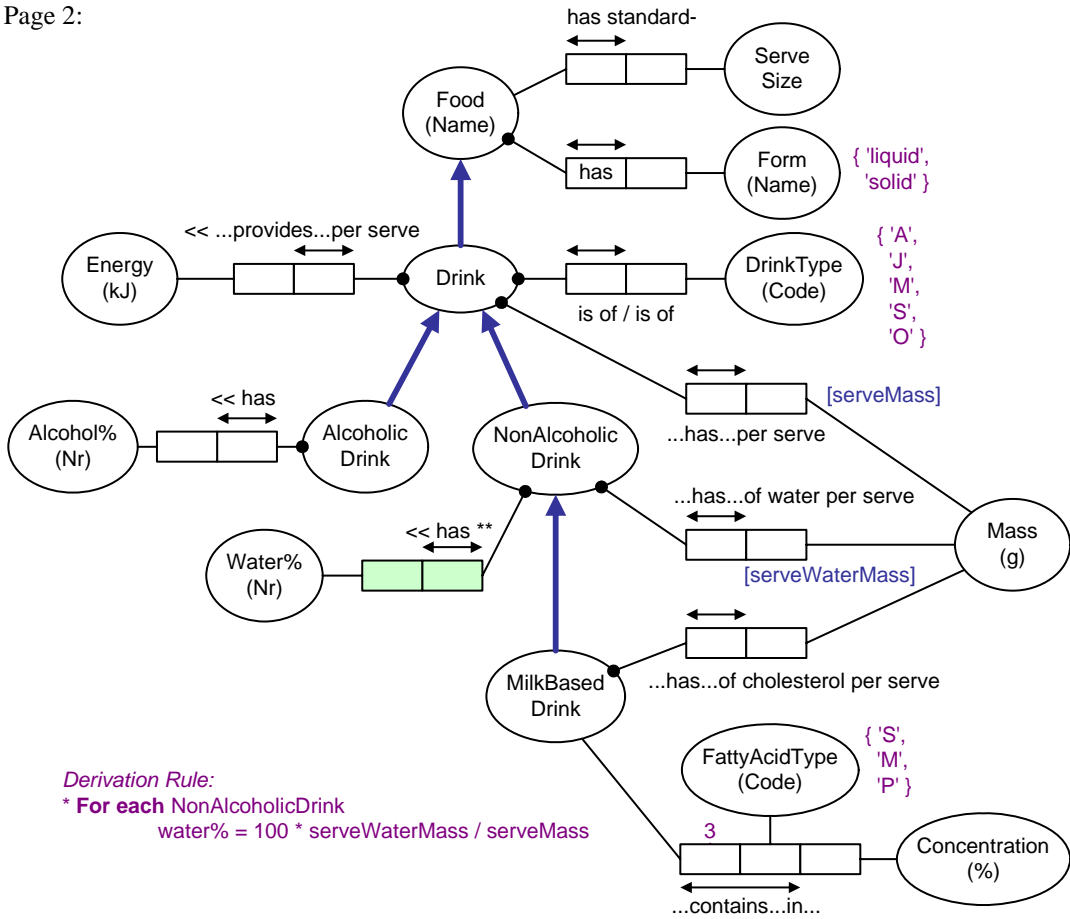 Page 2:
has standard-
Serve
Size
Food
(Name)
has
Form
(Name)
{ 'liquid',
'solid' }
<< ...provides...per serve
Energy
(kJ)
Drink
is of / is of
DrinkType
(Code)
{ 'A',
'J',
'M',
'S',
'O' }
[serveMass]
...has...per serve
<< has
Alcohol%
(Nr)
Alcoholic
Drink
NonAlcoholic
Drink
...has...of water per serve
[serveWaterMass]
Mass
(g)
<< has **
Water%
(Nr)
MilkBased
Drink
...has...of cholesterol per serve
FattyAcidType
(Code)
{ 'S',
'M',
'P' }
Derivation Rule:
* For each NonAlcoholicDrink
water% = 100 * serveWaterMass / serveMass
3
Concentration
(%)
...contains...in...